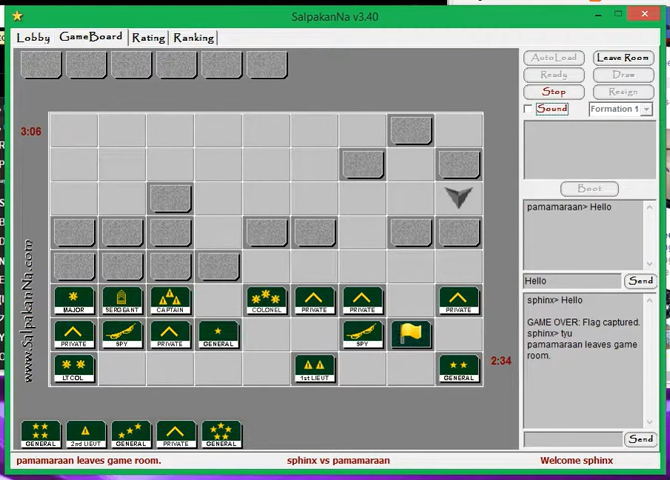 SalpakanNa v3.40
Lobby GameBoard Rating Ranking
AutoLoad Leave Room
Ready Draw
Stop Resign
Sound Formation 1
3:06
Boot
pamamaraan> Hello
Hello Send
MAJOR SERGEANT CAPTAIN COLONEL PRIVATE PRIVATE PRIVATE
sphinx> Hello
GAME OVER: Flag captured.
sphinx> tyu
pamamaraan leaves game
room.
PRIVATE SPY PRIVATE GENERAL SPY
2:34
LT COL 1st LIEUT GENERAL
www.SalpakanNa.com
GENERAL 2nd LIEUT GENERAL PRIVATE GENERAL
Send
pamamaraan leaves game room. sphinx vs pamamaraan Welcome sphinx